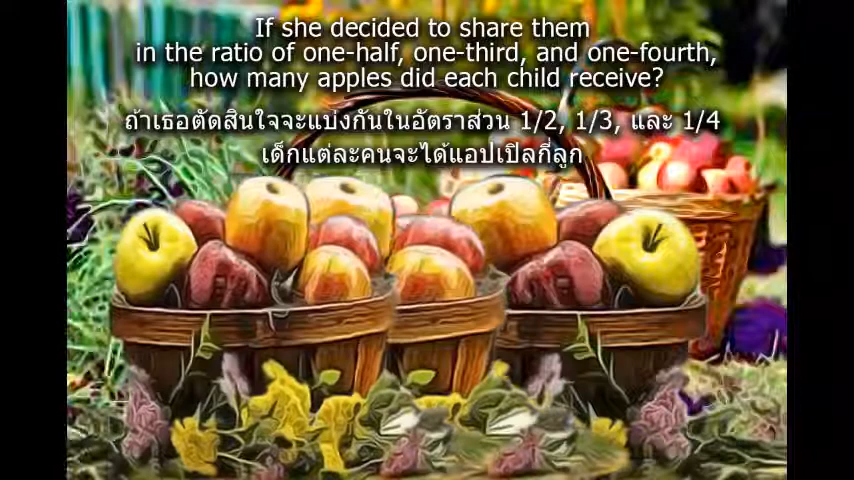 If she decided to share them
in the ratio of one-half, one-third, and one-fourth,
how many apples did each child receive?
ถ้าเธอตัดสินใจจะแบ่งกันในอัตราส่วน 1/2, 1/3, และ 1/4
เด็กแต่ละคนจะได้แอปเปิลกี่ลูก